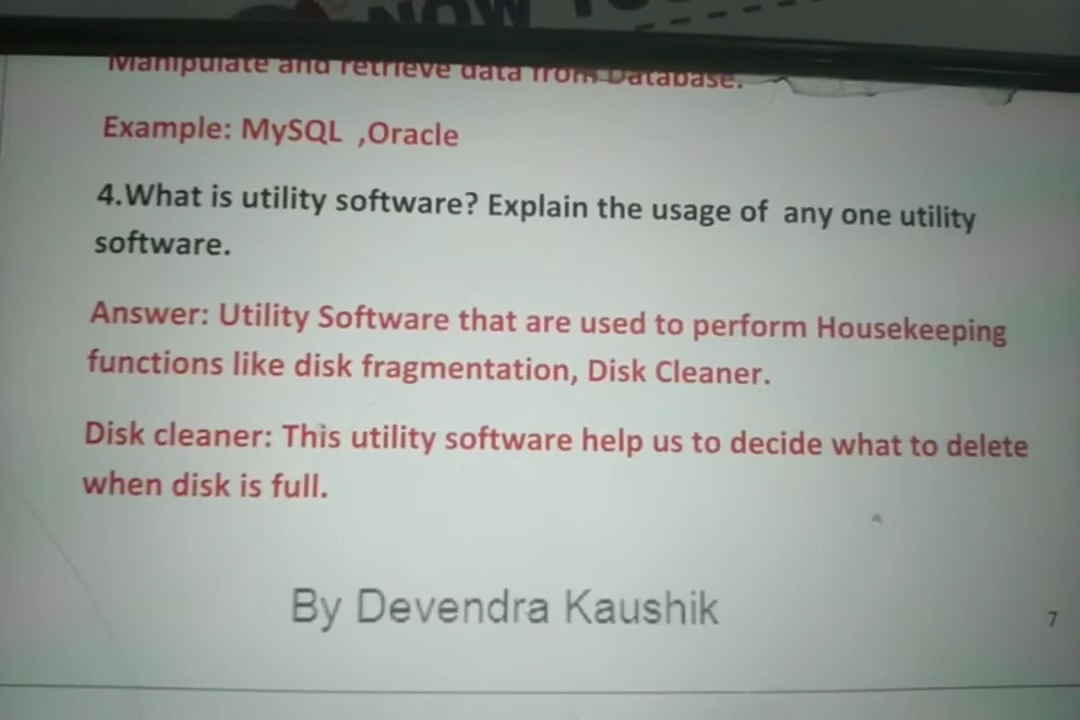 NOW
Manipulate and retrieve data from Database.
Example: MySQL ,Oracle
4.What is utility software? Explain the usage of any one utility
software.
Answer: Utility Software that are used to perform Housekeeping
functions like disk fragmentation, Disk Cleaner.
Disk cleaner: This utility software help us to decide what to delete
when disk is full.
By Devendra Kaushik
7